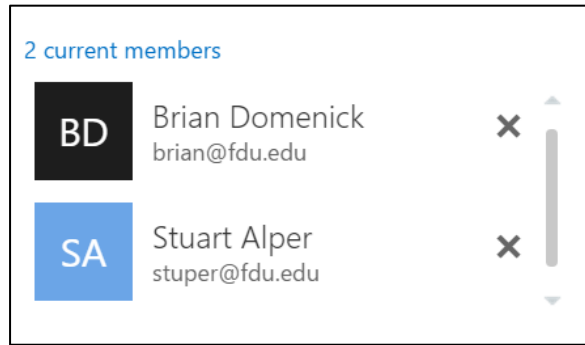 2 current members
BD
Brian Domenick
brian@fdu.edu
SA
Stuart Alper
stuper@fdu.edu